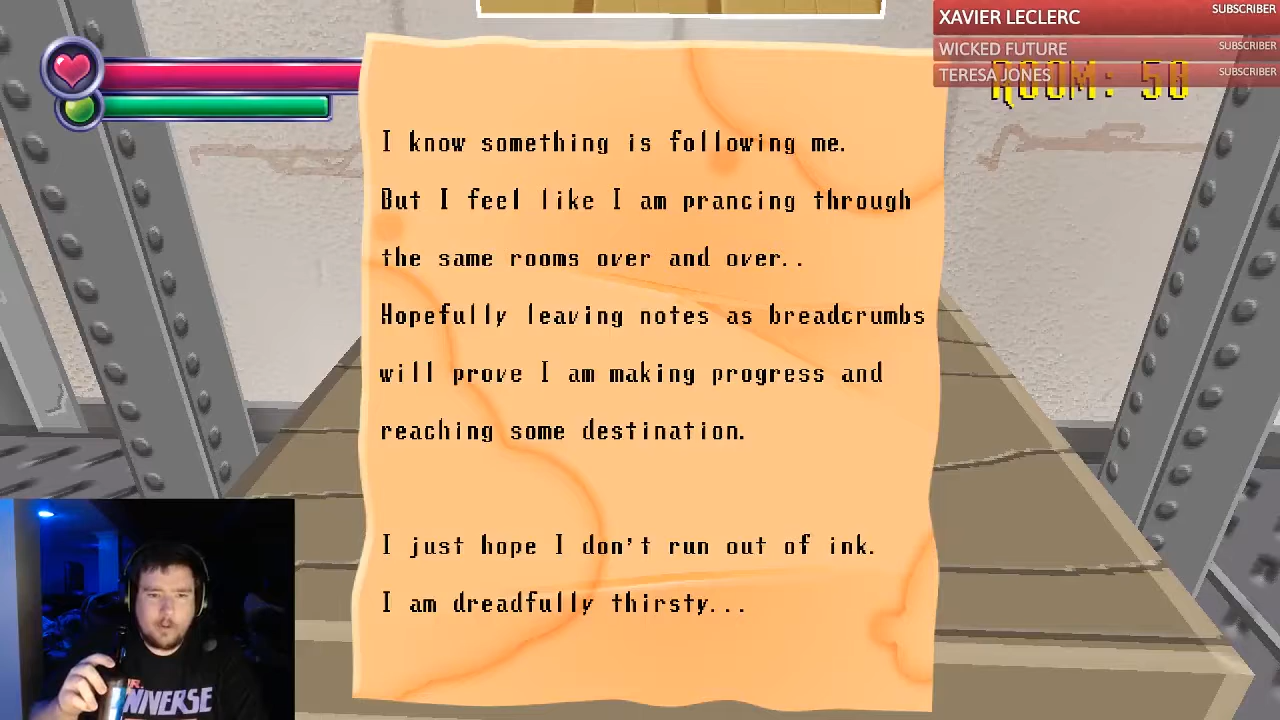 XAVIER LECLERC
SUBSCRIBER
WICKED FUTURE
SUBSCRIBER
TERESA JONES
SUBSCRIBER
ROOM: 50
I know something is following me.
But I feel like I am prancing through
the same rooms over and over..
Hopefully leaving notes as breadcrumbs
will prove I am making progress and
reaching some destination.
I just hope I don't run out of ink.
I am dreadfully thirsty...